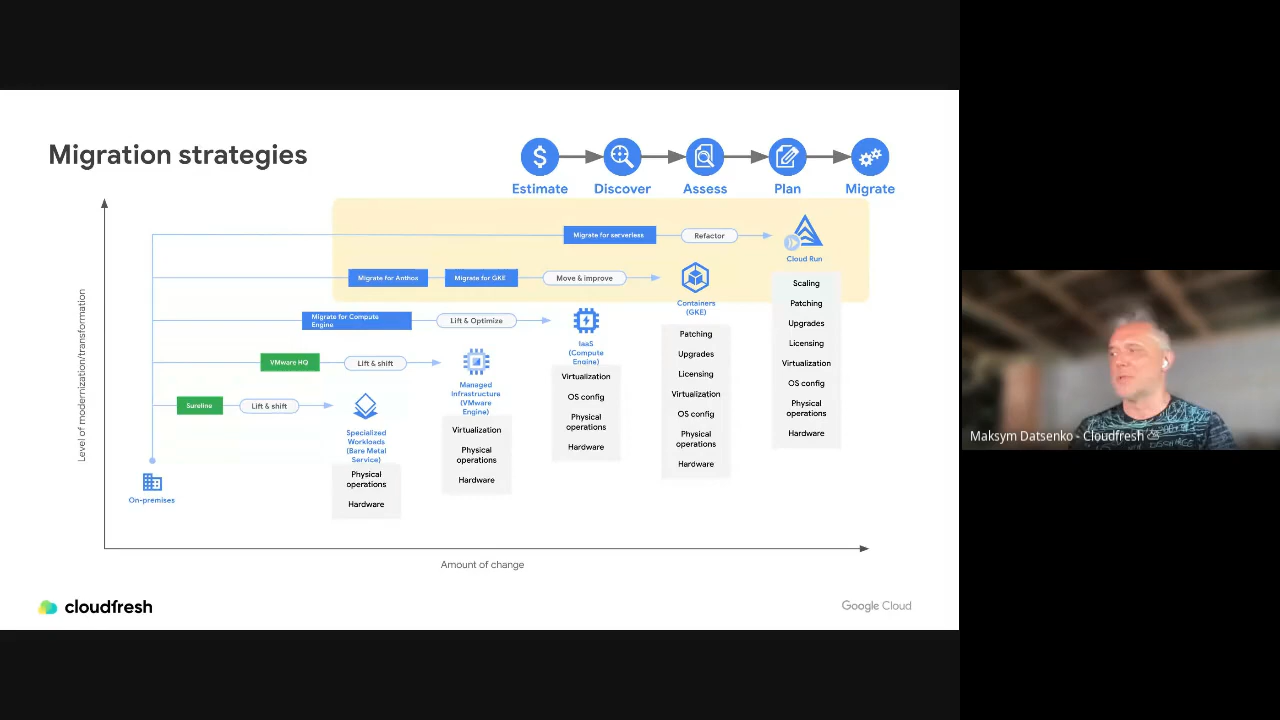 Migration strategies
$
Estimate
Discover
Assess
Plan
Migrate
Level of modernization/transformation
Migrate for serverless
Refactor
Cloud Run
Migrate for Anthos
Migrate for GKE
Move & improve
Containers
(GKE)
Migrate for Compute
Engine
Lift & Optimize
IaaS
(Compute
Engine)
VMware HQ
Lift & shift
Managed
Infrastructure
(VMware
Engine)
Sureline
Lift & shift
Specialized
Workloads
(Bare Metal
Service)
On-premises
Physical
operations
Hardware
Virtualization
Physical
operations
Hardware
Virtualization
OS config
Physical
operations
Hardware
Patching
Upgrades
Licensing
Virtualization
OS config
Physical
operations
Hardware
Scaling
Patching
Upgrades
Licensing
Virtualization
OS config
Physical
operations
Hardware
Amount of change
cloudfresh
Google Cloud
Maksym Datsenko - Cloudfresh